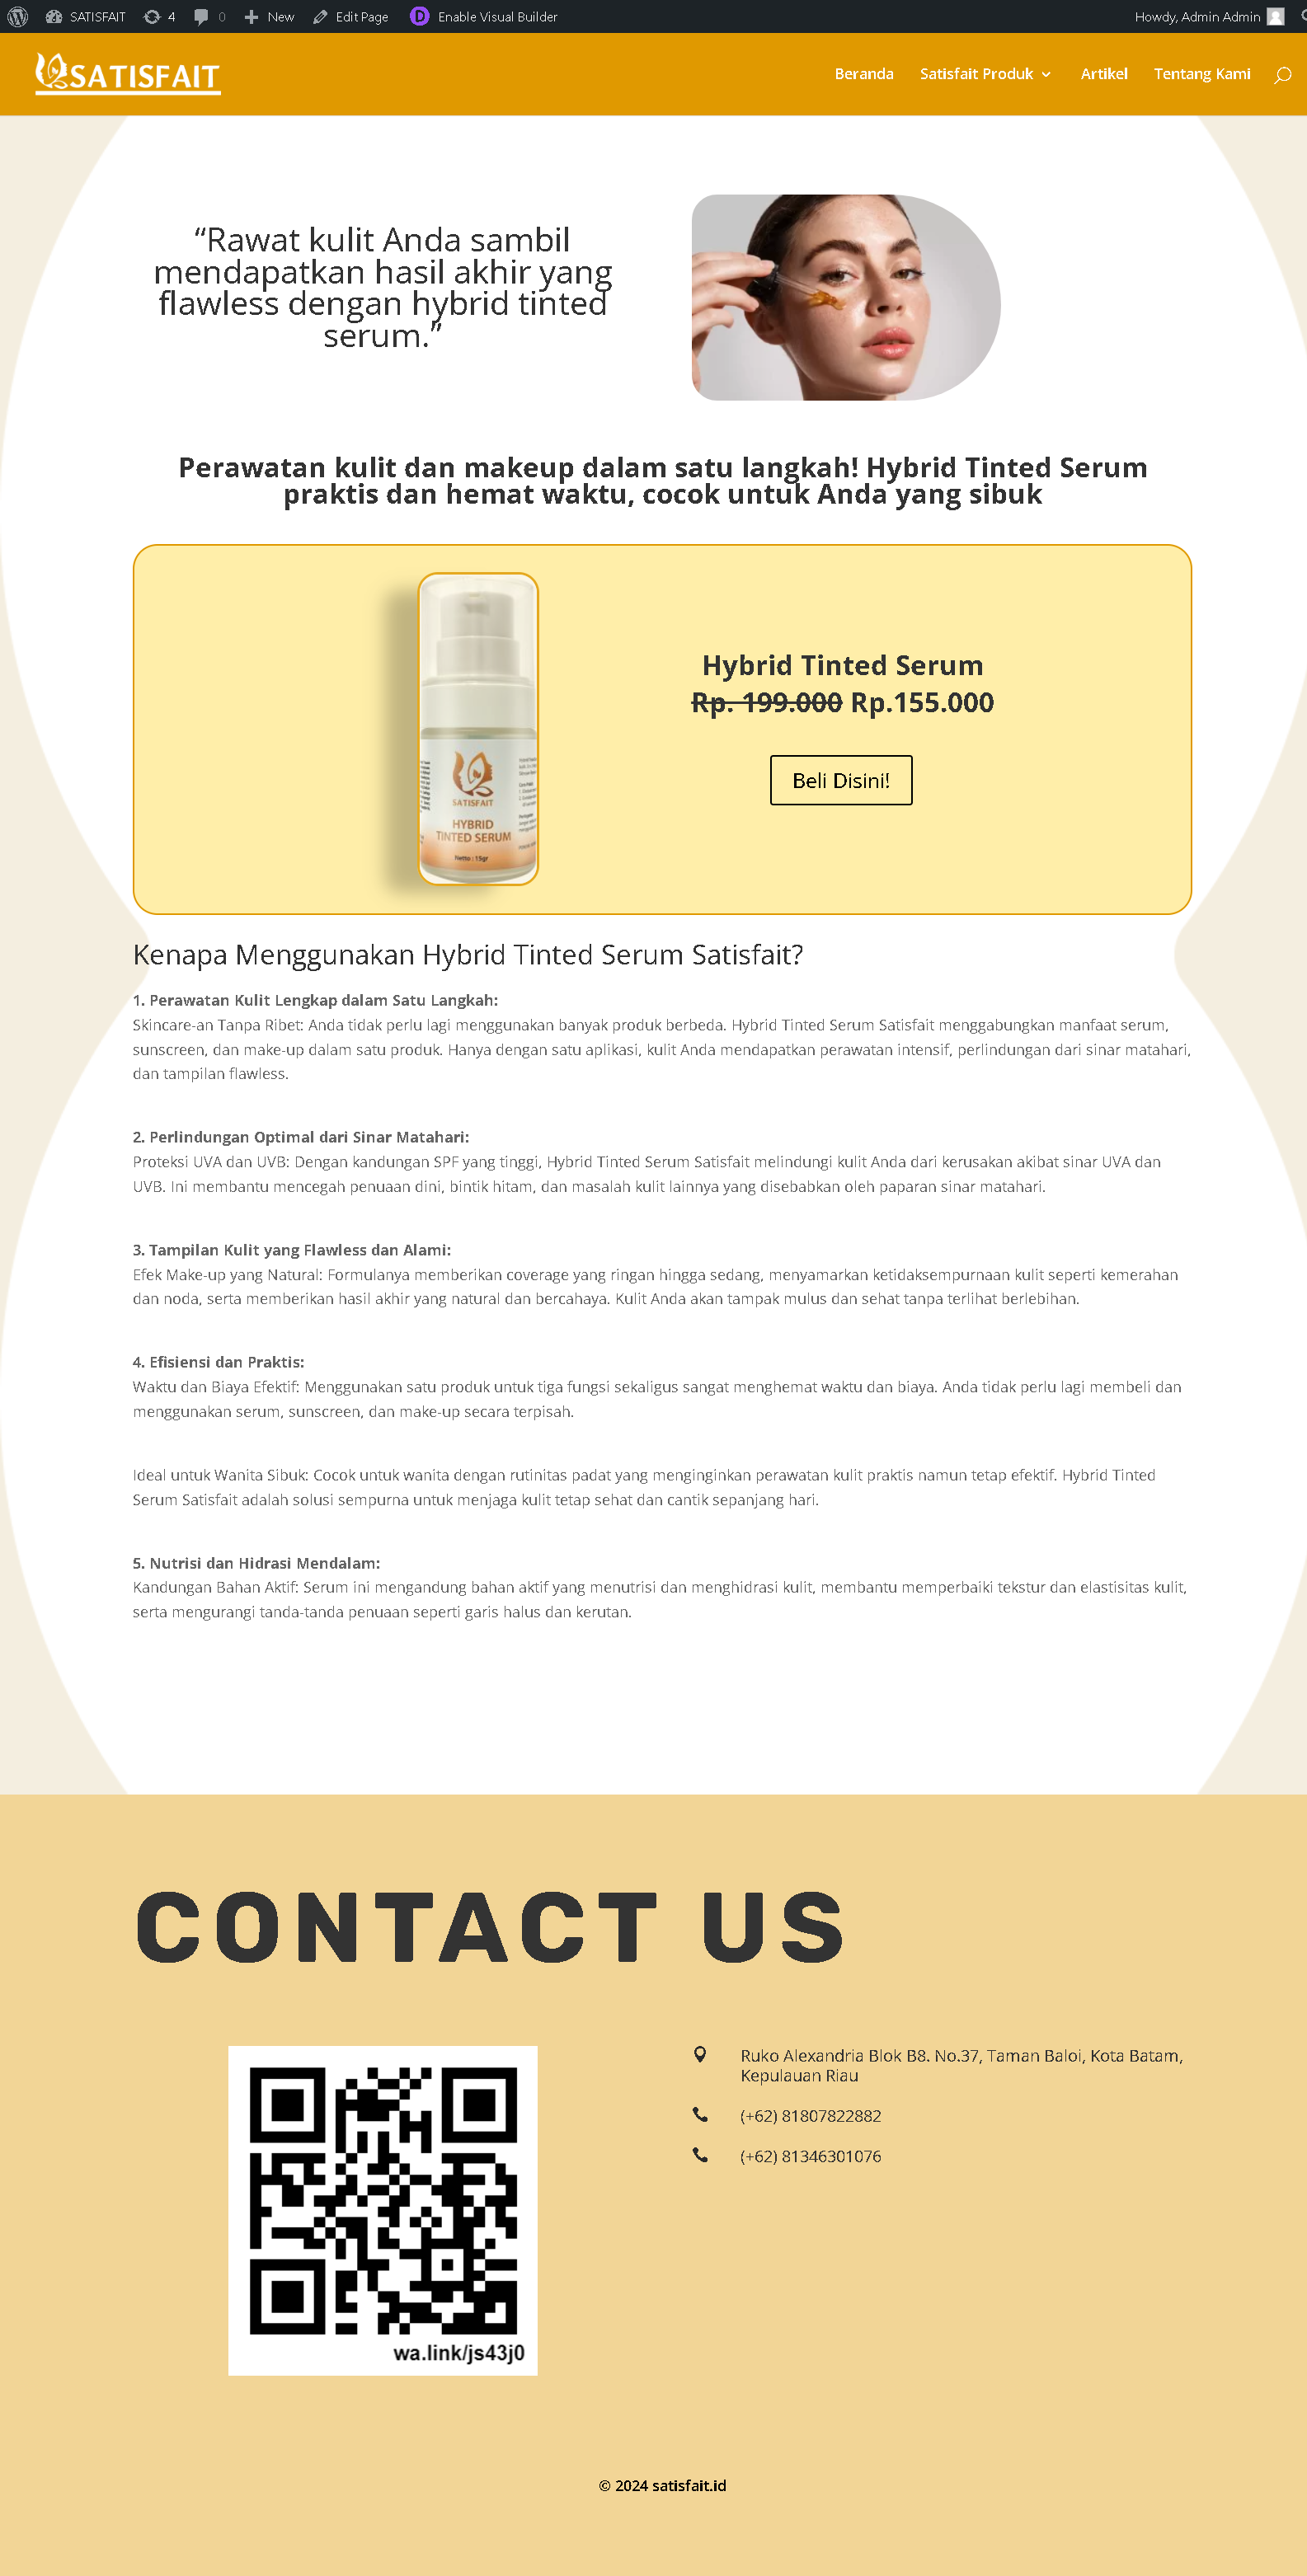 SATISFAIT 4 0 New Edit Page Enable Visual Builder Howdy, Admin Admin
SATISFAIT Beranda Satisfait Produk Artikel Tentang Kami
“Rawat kulit Anda sambil
mendapatkan hasil akhir yang
flawless dengan hybrid tinted
serum.”
Perawatan kulit dan makeup dalam satu langkah! Hybrid Tinted Serum
praktis dan hemat waktu, cocok untuk Anda yang sibuk
SATISFAIT
HYBRID
TINTED SERUM
Netto : 15gr
Hybrid Tinted Serum
Rp. 199.000 Rp.155.000
Beli Disini!
Kenapa Menggunakan Hybrid Tinted Serum Satisfait?
1. Perawatan Kulit Lengkap dalam Satu Langkah:
Skincare-an Tanpa Ribet: Anda tidak perlu lagi menggunakan banyak produk berbeda. Hybrid Tinted Serum Satisfait menggabungkan manfaat serum,
sunscreen, dan make-up dalam satu produk. Hanya dengan satu aplikasi, kulit Anda mendapatkan perawatan intensif, perlindungan dari sinar matahari,
dan tampilan flawless.
2. Perlindungan Optimal dari Sinar Matahari:
Proteksi UVA dan UVB: Dengan kandungan SPF yang tinggi, Hybrid Tinted Serum Satisfait melindungi kulit Anda dari kerusakan akibat sinar UVA dan
UVB. Ini membantu mencegah penuaan dini, bintik hitam, dan masalah kulit lainnya yang disebabkan oleh paparan sinar matahari.
3. Tampilan Kulit yang Flawless dan Alami:
Efek Make-up yang Natural: Formulanya memberikan coverage yang ringan hingga sedang, menyamarkan ketidaksempurnaan kulit seperti kemerahan
dan noda, serta memberikan hasil akhir yang natural dan bercahaya. Kulit Anda akan tampak mulus dan sehat tanpa terlihat berlebihan.
4. Efisiensi dan Praktis:
Waktu dan Biaya Efektif: Menggunakan satu produk untuk tiga fungsi sekaligus sangat menghemat waktu dan biaya. Anda tidak perlu lagi membeli dan
menggunakan serum, sunscreen, dan make-up secara terpisah.
Ideal untuk Wanita Sibuk: Cocok untuk wanita dengan rutinitas padat yang menginginkan perawatan kulit praktis namun tetap efektif. Hybrid Tinted
Serum Satisfait adalah solusi sempurna untuk menjaga kulit tetap sehat dan cantik sepanjang hari.
5. Nutrisi dan Hidrasi Mendalam:
Kandungan Bahan Aktif: Serum ini mengandung bahan aktif yang menutrisi dan menghidrasi kulit, membantu memperbaiki tekstur dan elastisitas kulit,
serta mengurangi tanda-tanda penuaan seperti garis halus dan kerutan.
CONTACT US
Ruko Alexandria Blok B8. No.37, Taman Baloi, Kota Batam,
Kepulauan Riau
(+62) 81807822882
(+62) 81346301076
wa.link/js43j0
© 2024 satisfait.id